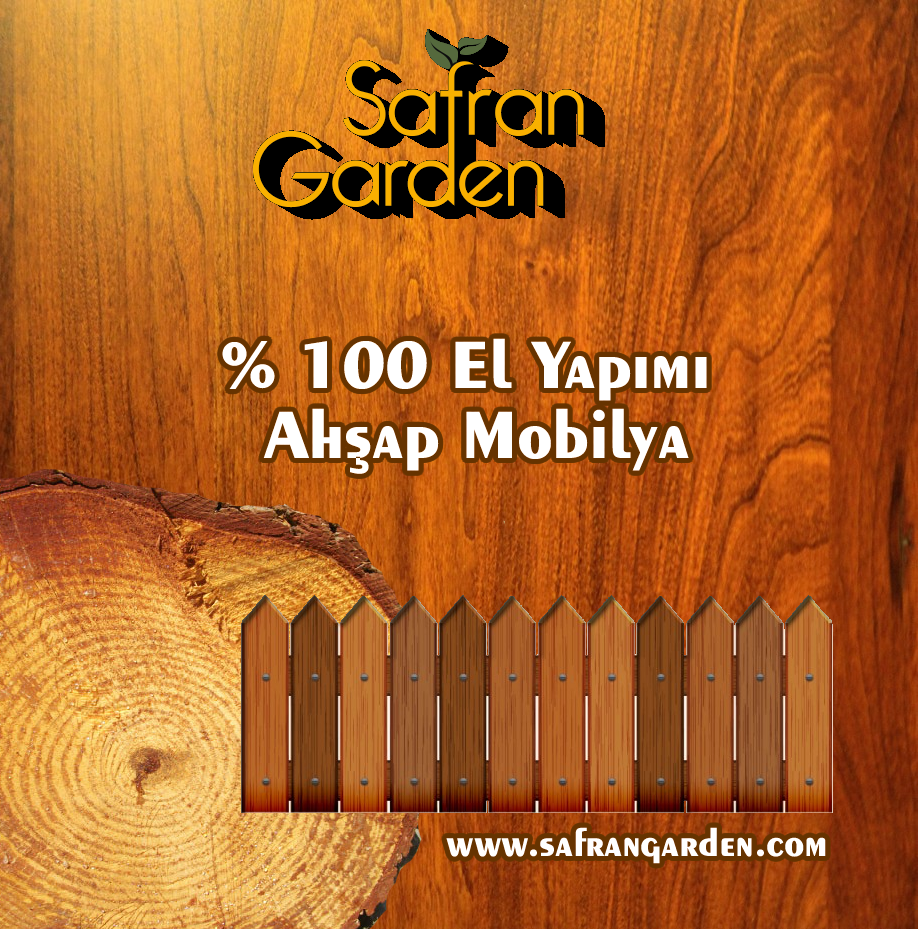 Safran
Garden
% 100 El Yapımı
Ahşap Mobilya
www.safrangarden.com